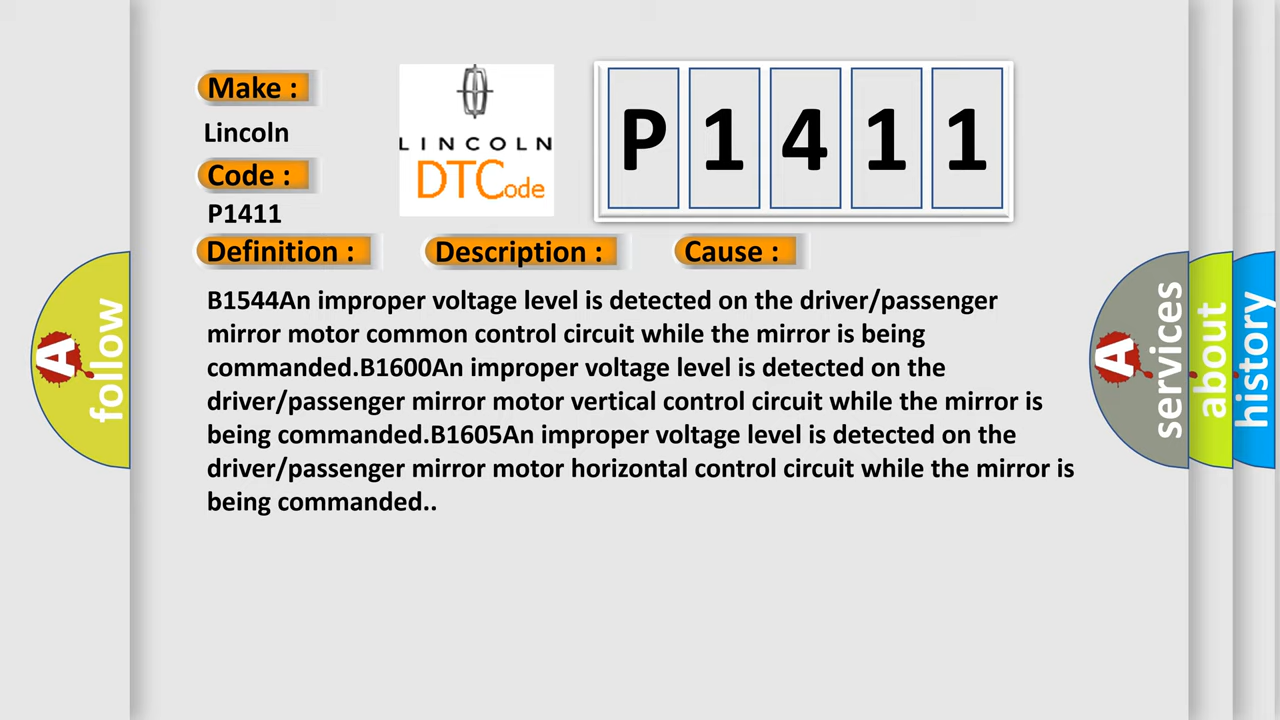 Make :
Lincoln
Code :
P1411
LINCOLN
DTCode
P 1 4 1 1
Definition :
Description :
Cause :
B1544An improper voltage level is detected on the driver/passenger
mirror motor common control circuit while the mirror is being
commanded.B1600An improper voltage level is detected on the
driver/passenger mirror motor vertical control circuit while the mirror is
being commanded.B1605An improper voltage level is detected on the
driver/passenger mirror motor horizontal control circuit while the mirror is
being commanded..
A
follow
A
services
about
history